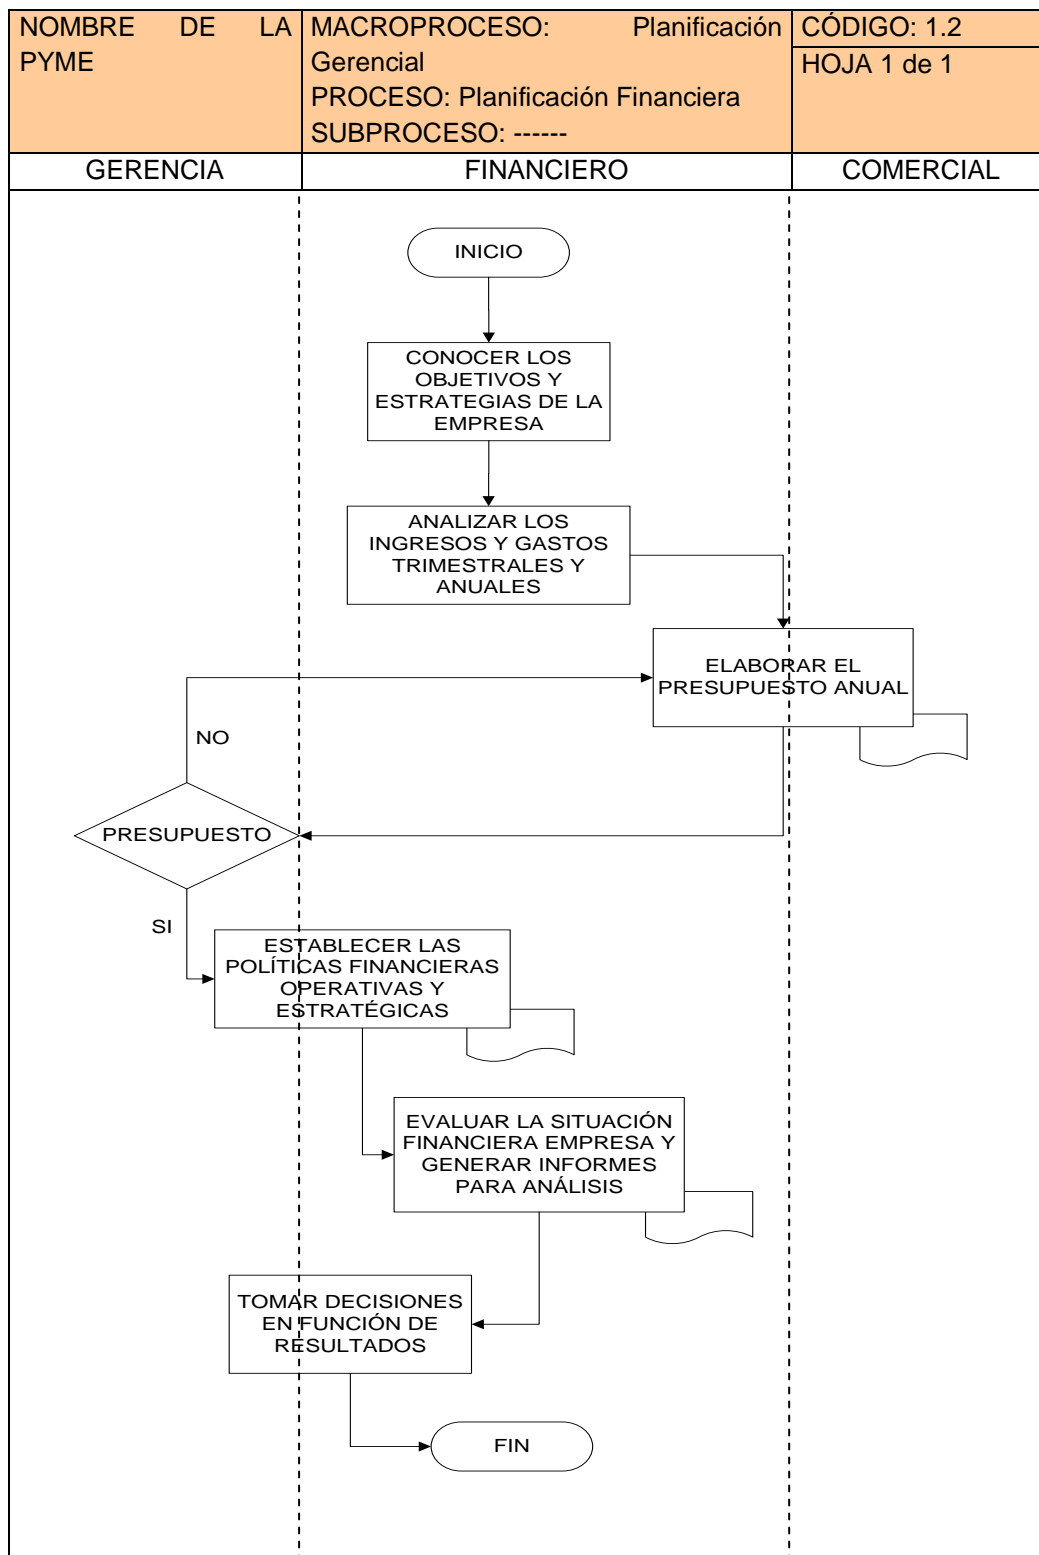 NOMBRE DE LA
PYME
MACROPROCESO: Planificación
Gerencial
PROCESO: Planificación Financiera
SUBPROCESO: ------
CÓDIGO: 1.2
HOJA 1 de 1
GERENCIA
FINANCIERO
COMERCIAL
INICIO
CONOCER LOS
OBJETIVOS Y
ESTRATEGIAS DE LA
EMPRESA
ANALIZAR LOS
INGRESOS Y GASTOS
TRIMESTRALES Y
ANUALES
ELABORAR EL
PRESUPUESTO ANUAL
NO
PRESUPUESTO
SI
ESTABLECER LAS
POLÍTICAS FINANCIERAS
OPERATIVAS Y
ESTRATÉGICAS
EVALUAR LA SITUACIÓN
FINANCIERA EMPRESA Y
GENERAR INFORMES
PARA ANÁLISIS
TOMAR DECISIONES
EN FUNCIÓN DE
RESULTADOS
FIN